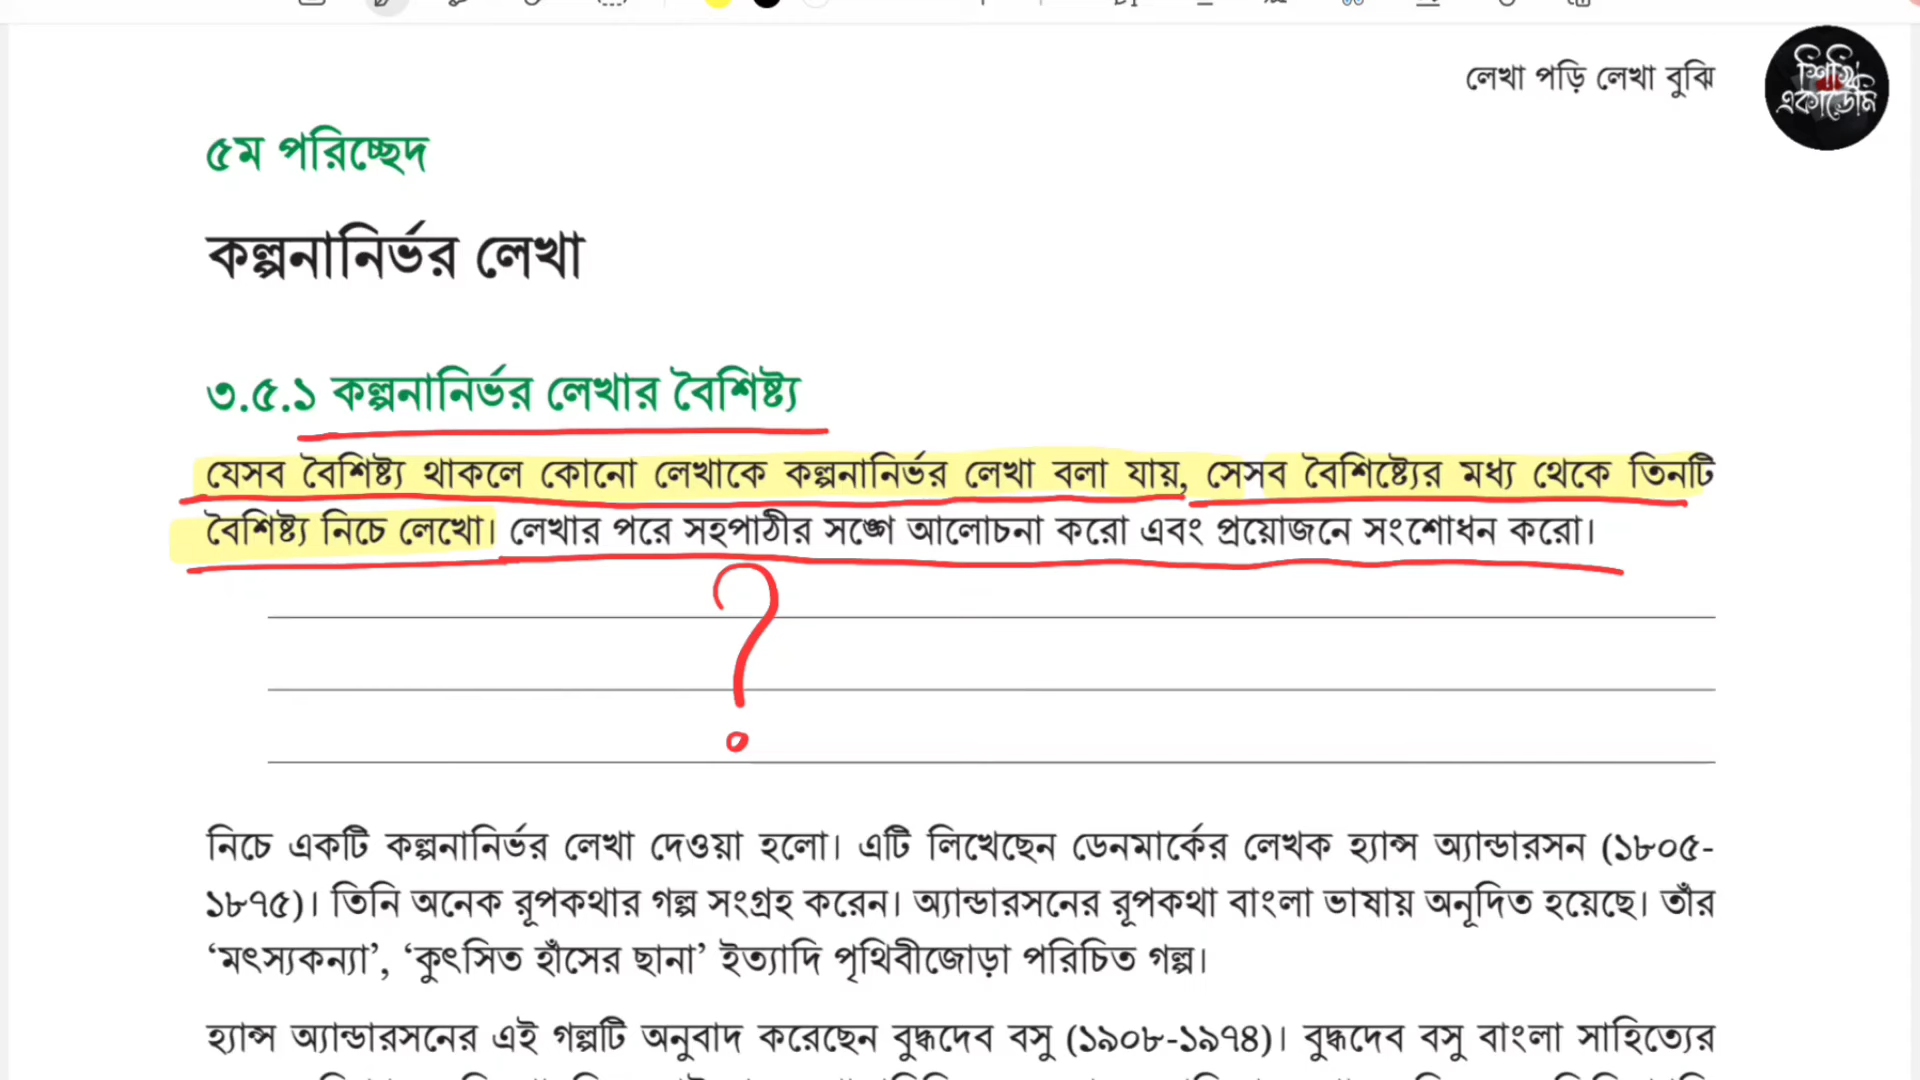 লেখা পড়ি লেখা বুঝি
শিখি
একাডেমি
৫ম পরিচ্ছেদ
কল্পনানির্ভর লেখা
৩.৫.১ কল্পনানির্ভর লেখার বৈশিষ্ট্য
যেসব বৈশিষ্ট্য থাকলে কোনো লেখাকে কল্পনানির্ভর লেখা বলা যায়, সেসব বৈশিষ্ট্যের মধ্য থেকে তিনটি
বৈশিষ্ট্য নিচে লেখো। লেখার পরে সহপাঠীর সঙ্গে আলোচনা করো এবং প্রয়োজনে সংশোধন করো।
?
নিচে একটি কল্পনানির্ভর লেখা দেওয়া হলো। এটি লিখেছেন ডেনমার্কের লেখক হ্যান্স অ্যান্ডারসন (১৮০৫-
১৮৭৫)। তিনি অনেক রূপকথার গল্প সংগ্রহ করেন। অ্যান্ডারসনের রূপকথা বাংলা ভাষায় অনূদিত হয়েছে। তাঁর
‘মৎস্যকন্যা’, ‘কুৎসিত হাঁসের ছানা’ ইত্যাদি পৃথিবীজোড়া পরিচিত গল্প।
হ্যান্স অ্যান্ডারসনের এই গল্পটি অনুবাদ করেছেন বুদ্ধদেব বসু (১৯০৮-১৯৭৪)। বুদ্ধদেব বসু বাংলা সাহিত্যের